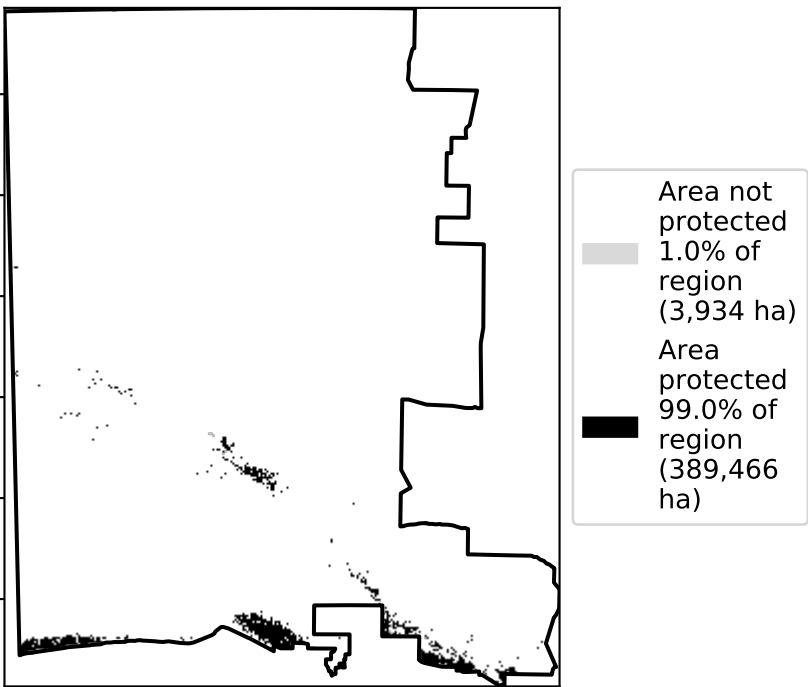 Area not
protected
1.0% of
region
(3,934 ha)
Area
protected
99.0% of
region
(389,466
ha)